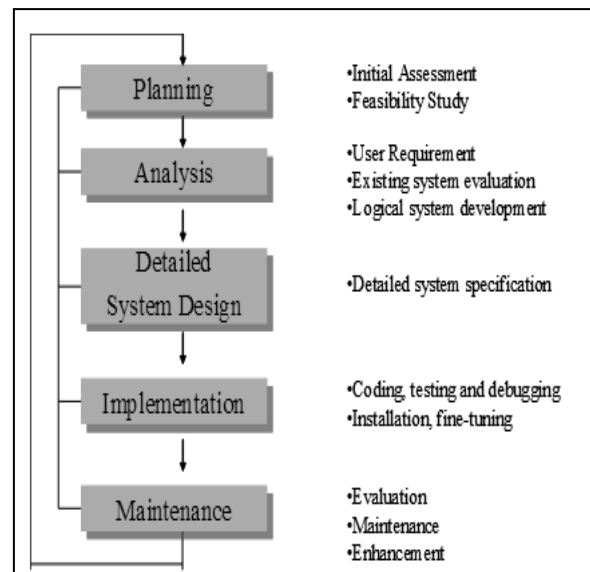 Planning
•Initial Assessment
•Feasibility Study
Analysis
•User Requirement
•Existing system evaluation
•Logical system development
Detailed
System Design
•Detailed system specification
Implementation
•Coding, testing and debugging
•Installation, fine-tuning
Maintenance
•Evaluation
•Maintenance
•Enhancement